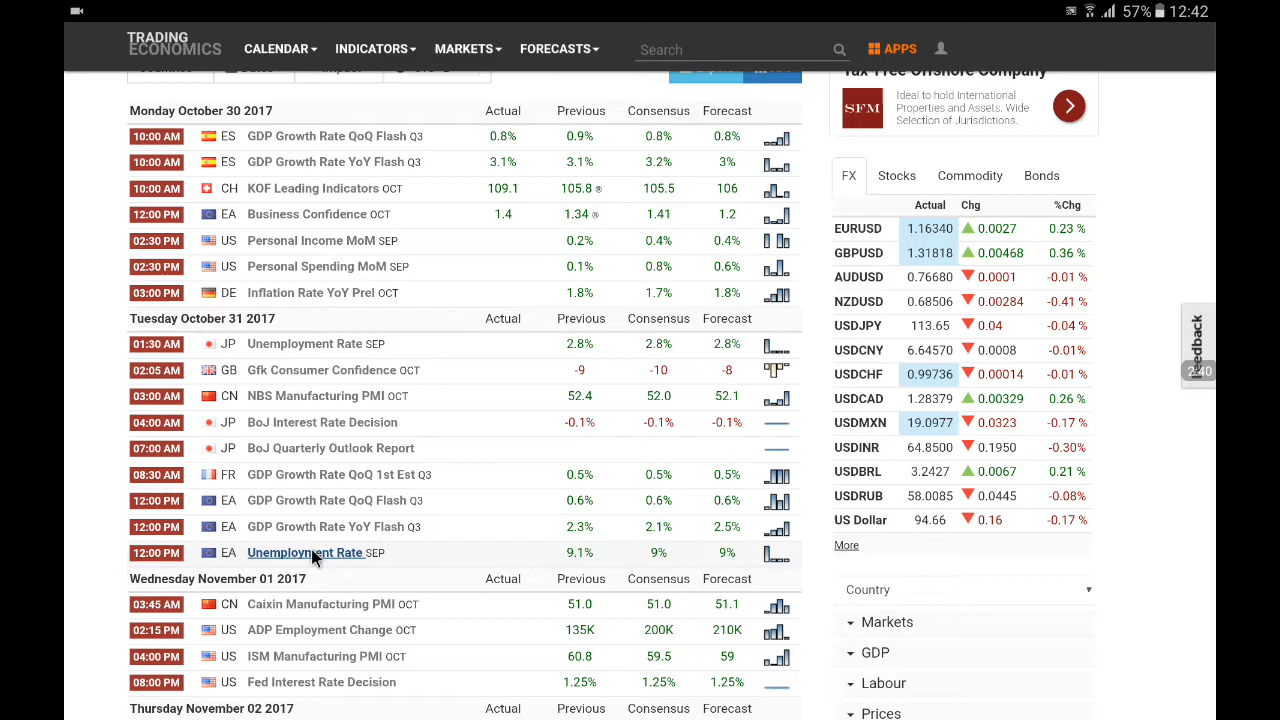 57% 12:42
TRADING ECONOMICS CALENDAR INDICATORS MARKETS FORECASTS Search APPS
Tax Free Offshore Company
SFM Ideal to hold International Properties and Assets. Wide Selection of Jurisdictions.
Monday October 30 2017 Actual Previous Consensus Forecast
10:00 AM ES GDP Growth Rate QoQ Flash Q3 0.8% 0.9% 0.8% 0.8%
10:00 AM ES GDP Growth Rate YoY Flash Q3 3.1% 3.1% 3.2% 3%
10:00 AM CH KOF Leading Indicators OCT 109.1 105.8 ® 105.5 106
12:00 PM EA Business Confidence OCT 1.4 1.34 ® 1.41 1.2
02:30 PM US Personal Income MoM SEP 0.2% 0.4% 0.4%
02:30 PM US Personal Spending MoM SEP 0.1% 0.8% 0.6%
03:00 PM DE Inflation Rate YoY Prel OCT 1.8% 1.7% 1.8%
Tuesday October 31 2017 Actual Previous Consensus Forecast
01:30 AM JP Unemployment Rate SEP 2.8% 2.8% 2.8%
02:05 AM GB Gfk Consumer Confidence OCT -9 -10 -8
03:00 AM CN NBS Manufacturing PMI OCT 52.4 52.0 52.1
04:00 AM JP BoJ Interest Rate Decision -0.1% -0.1% -0.1%
07:00 AM JP BoJ Quarterly Outlook Report
08:30 AM FR GDP Growth Rate QoQ 1st Est Q3 0.5% 0.5% 0.5%
12:00 PM EA GDP Growth Rate QoQ Flash Q3 0.6% 0.6% 0.6%
12:00 PM EA GDP Growth Rate YoY Flash Q3 2.3% 2.1% 2.5%
12:00 PM EA Unemployment Rate SEP 9.1% 9% 9%
Wednesday November 01 2017 Actual Previous Consensus Forecast
03:45 AM CN Caixin Manufacturing PMI OCT 51.0 51.0 51.1
02:15 PM US ADP Employment Change OCT 135K 200K 210K
04:00 PM US ISM Manufacturing PMI OCT 60.8 59.5 59
08:00 PM US Fed Interest Rate Decision 1.25% 1.25% 1.25%
Thursday November 02 2017 Actual Previous Consensus Forecast
FX Stocks Commodity Bonds
Actual Chg %Chg
EURUSD 1.16340 0.0027 0.23 %
GBPUSD 1.31818 0.00468 0.36 %
AUDUSD 0.76680 0.0001 -0.01 %
NZDUSD 0.68506 0.00284 -0.41 %
USDJPY 113.65 0.04 -0.04 %
USDCNY 6.64570 0.0008 -0.01%
USDCHF 0.99736 0.00014 -0.01 %
USDCAD 1.28379 0.00329 0.26 %
USDMXN 19.0977 0.0323 -0.17 %
USDINR 64.8500 0.1950 -0.30%
USDBRL 3.2427 0.0067 0.21 %
USDRUB 58.0085 0.0445 -0.08%
US Dollar 94.66 0.16 -0.17 %
More
Country
Markets
GDP
Labour
Prices
Feedback
2:40